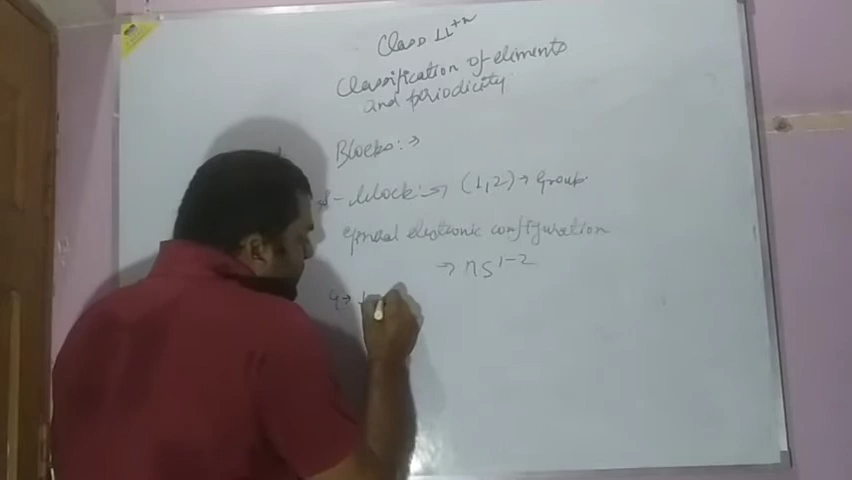 Class 11th
Classification of elements
and periodicity
Blocks:→
s-block:→ (1,2)→ Group
general electronic configuration
→ ns¹⁻²